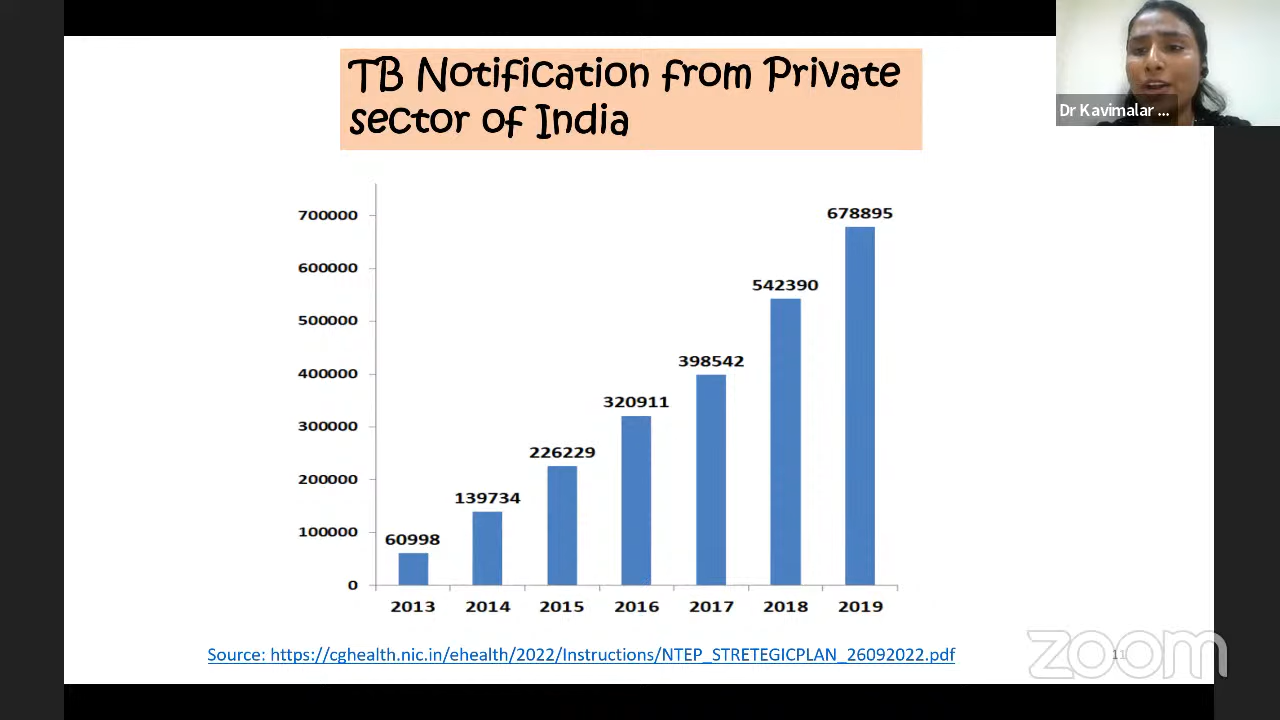 TB Notification from Private
sector of India
Dr Kavimalar ...
700000
600000
500000
400000
300000
200000
100000
0
60998
139734
226229
320911
398542
542390
678895
2013 2014 2015 2016 2017 2018 2019
Source: https://cghealth.nic.in/ehealth/2022/Instructions/NTEP_STRETEGICPLAN_26092022.pdf
11
zoom